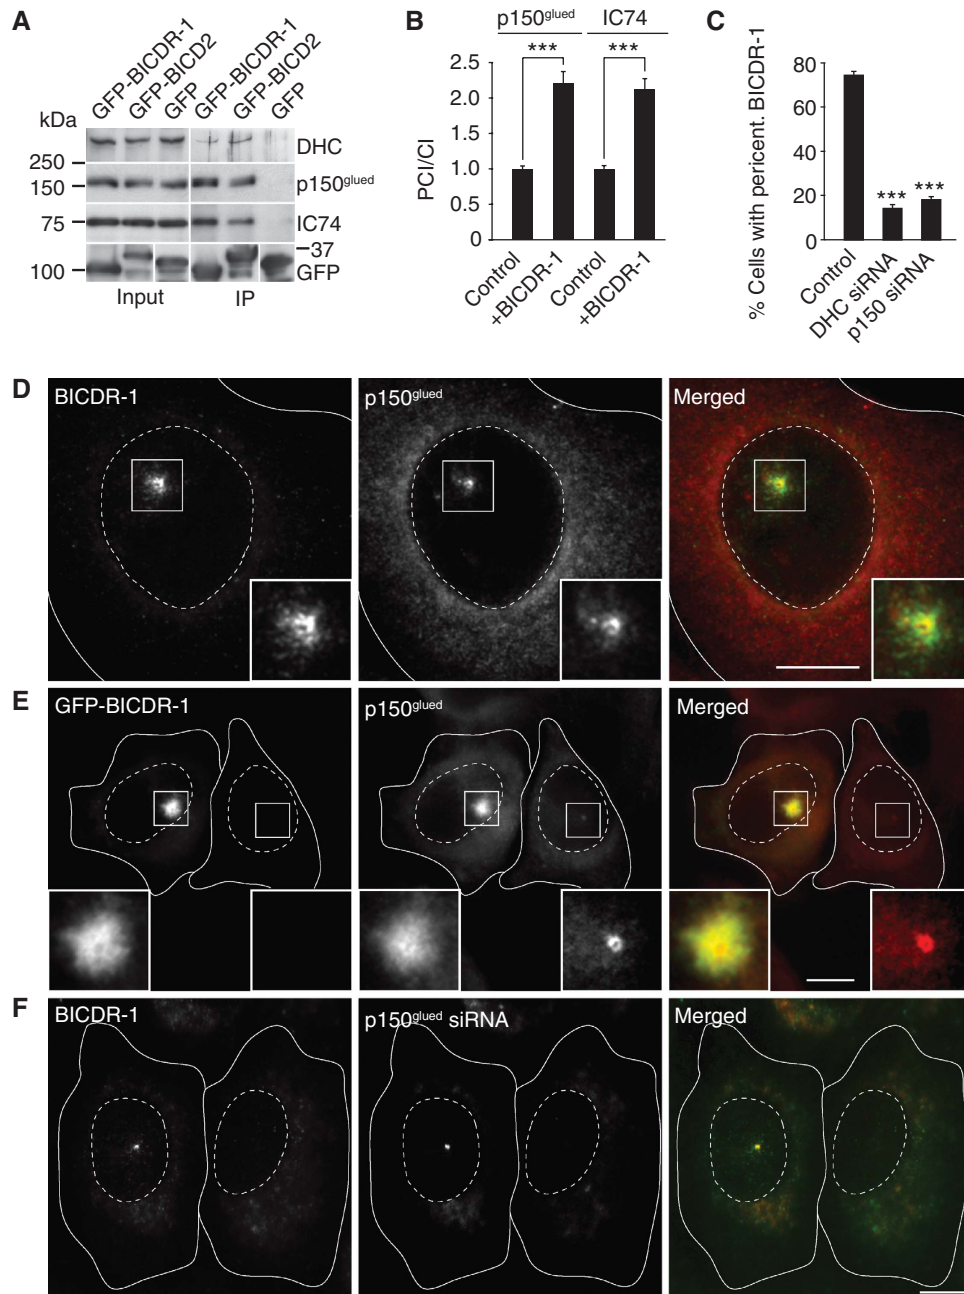 A
GFP-BICDR-1
GFP-BICD2
GFP
GFP-BICDR-1
GFP-BICD2
GFP
kDa
250
150
75
100
DHC
p150glued
IC74
37
GFP
Input
IP
B
p150glued
IC74
***
***
2.5
2.0
1.5
1.0
0.5
0
PCI/CI
Control
+BICDR-1
Control
+BICDR-1
C
% Cells with pericent. BICDR-1
80
60
40
20
0
***
***
Control
DHC siRNA
p150 siRNA
D
BICDR-1
p150glued
Merged
E
GFP-BICDR-1
p150glued
Merged
F
BICDR-1
p150glued siRNA
Merged